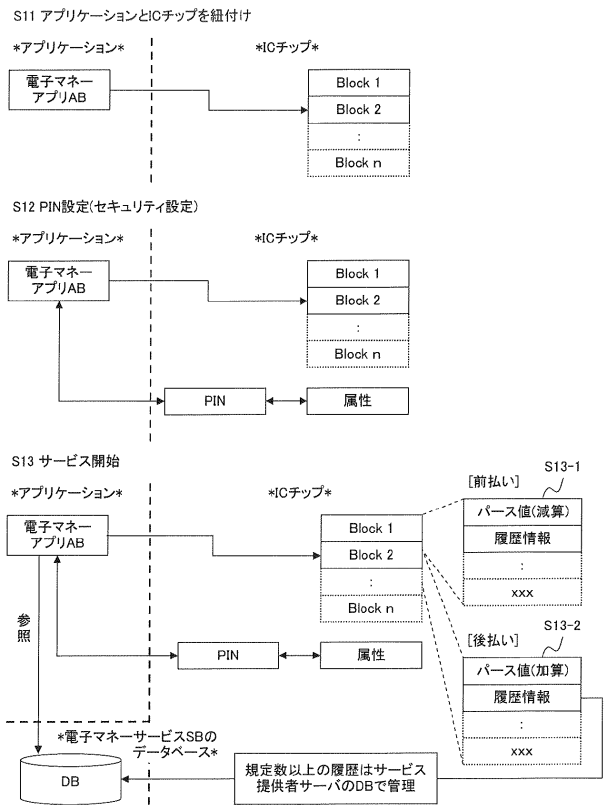 S11 アプリケーションとICチップを紐付け
*アプリケーション*
*ICチップ*
電子マネー
アプリAB
Block 1
Block 2
:
Block n
S12 PIN設定(セキュリティ設定)
*アプリケーション*
*ICチップ*
電子マネー
アプリAB
Block 1
Block 2
:
Block n
PIN
属性
S13 サービス開始
*アプリケーション*
*ICチップ*
電子マネー
アプリAB
Block 1
Block 2
:
Block n
参照
PIN
属性
S13-1
[前払い]
パース値(減算)
履歴情報
:
xxx
S13-2
[後払い]
パース値(加算)
履歴情報
:
xxx
*電子マネーサービスSBの
データベース*
DB
規定数以上の履歴はサービス
提供者サーバのDBで管理